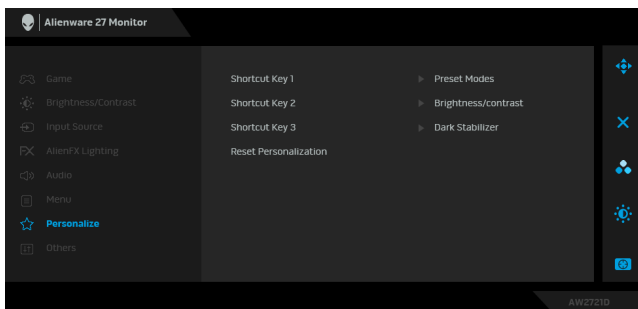 Alienware 27 Monitor
Game
Brightness/Contrast
Input Source
AlienFX Lighting
Audio
Menu
Personalize
Others
Shortcut Key 1 Preset Modes
Shortcut Key 2 Brightness/contrast
Shortcut Key 3 Dark Stabilizer
Reset Personalization
AW2721D